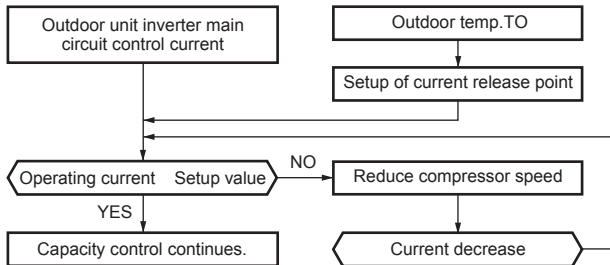 Outdoor unit inverter main
circuit control current
Outdoor temp.TO
Setup of current release point
Operating current Setup value
NO
Reduce compressor speed
YES
Capacity control continues.
Current decrease